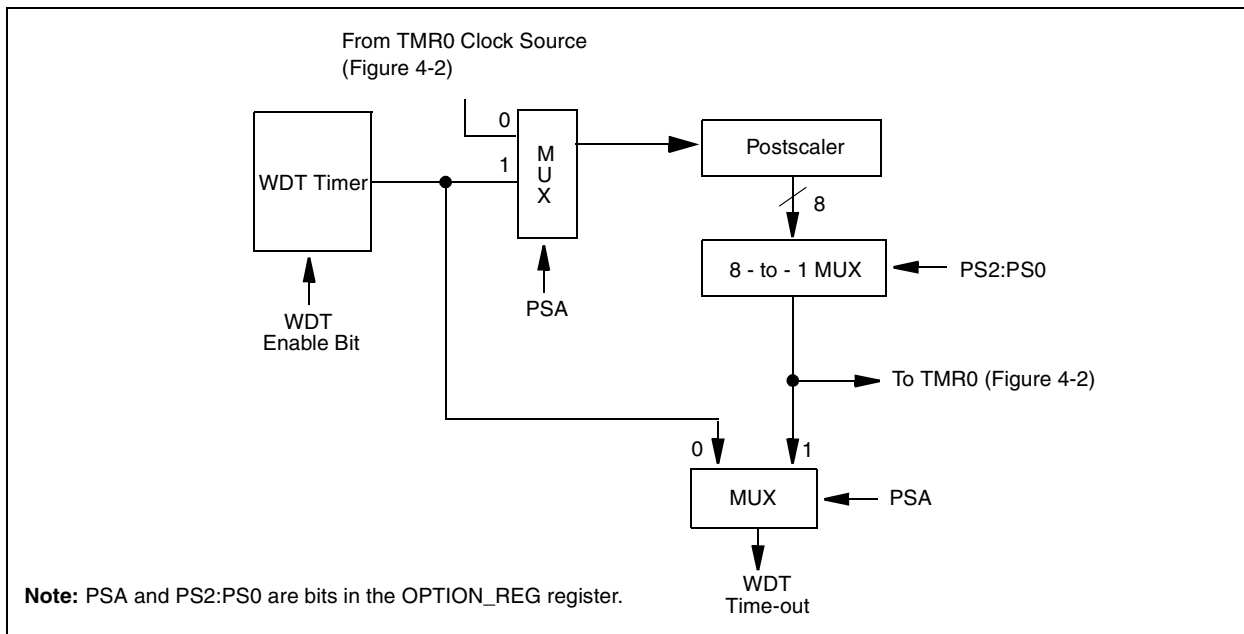 From TMR0 Clock Source
(Figure 4-2)
0
1
M
U
X
WDT Timer
Postscaler
8
8 - to - 1 MUX
PS2:PS0
PSA
WDT
Enable Bit
To TMR0 (Figure 4-2)
0
1
MUX
PSA
WDT
Time-out
Note: PSA and PS2:PS0 are bits in the OPTION_REG register.